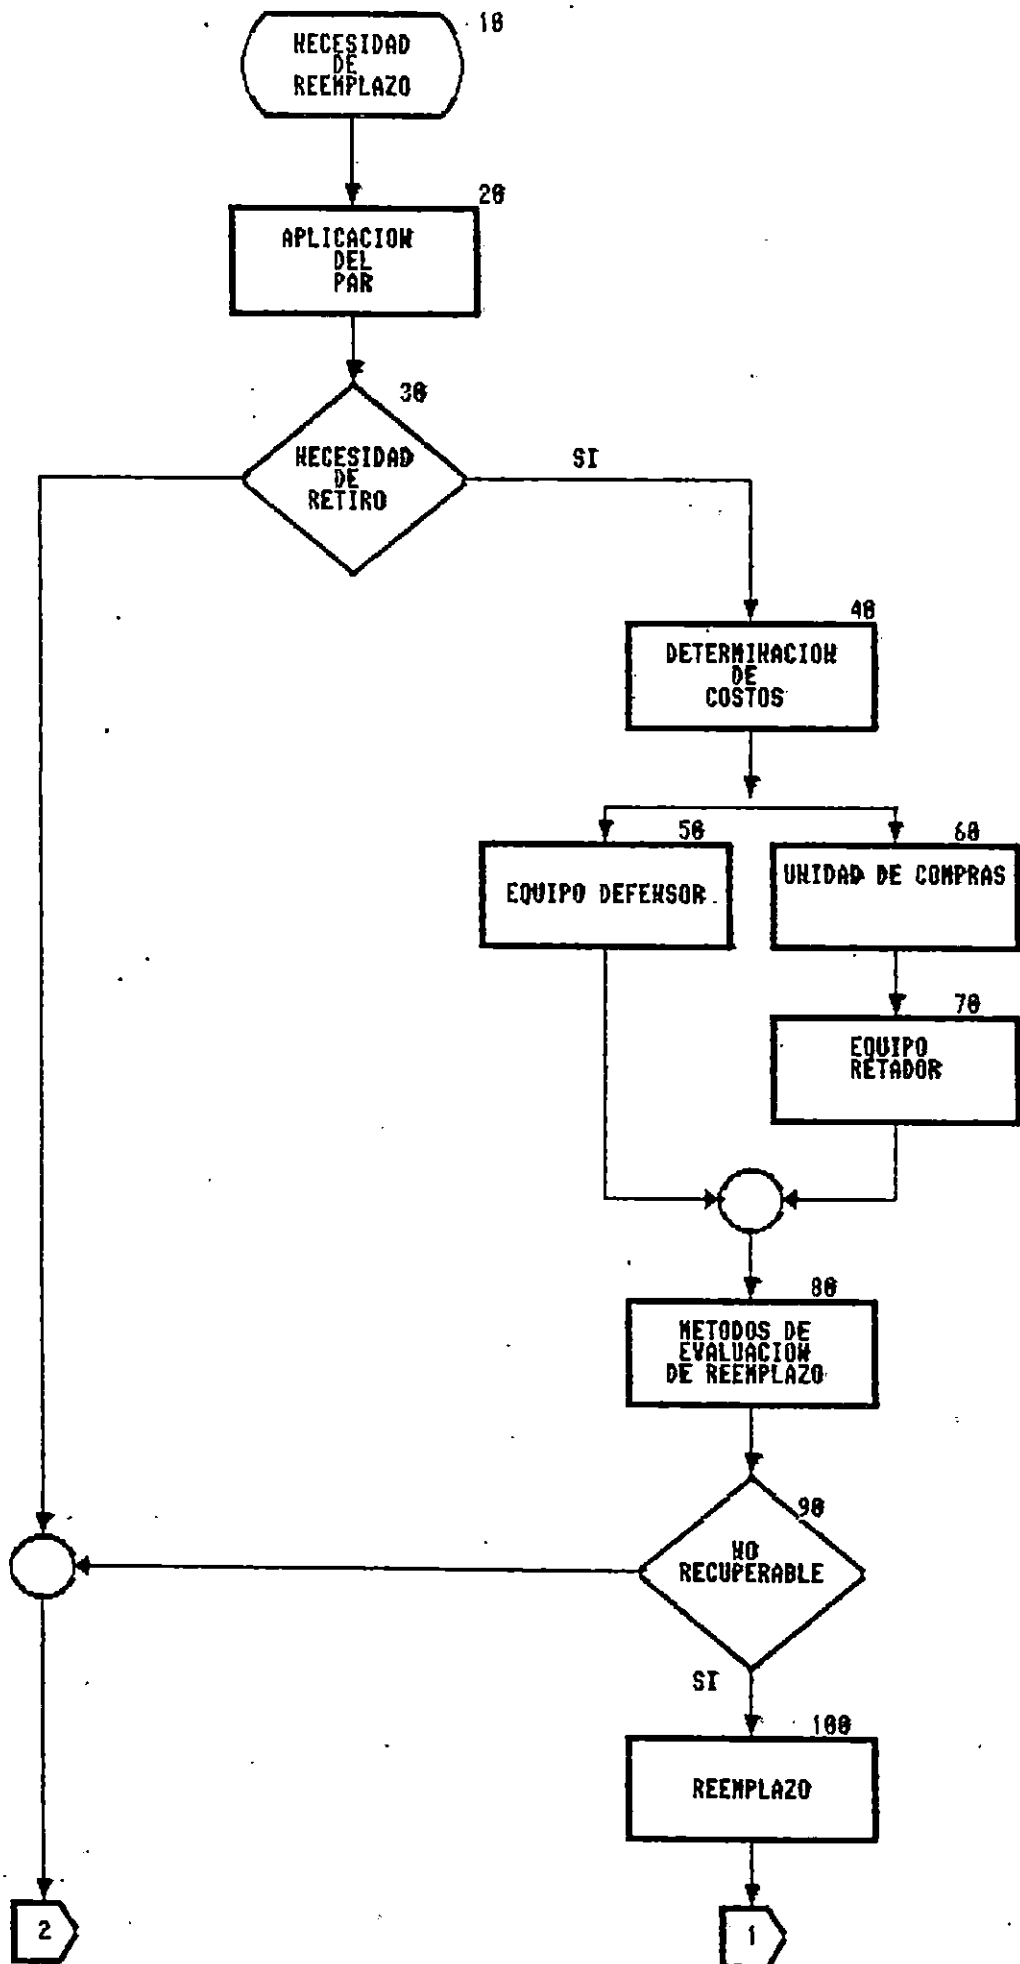 10
NECESIDAD
DE
REEMPLAZO
20
APLICACION
DEL
PAR
30
NECESIDAD
DE
RETIRO
SI
40
DETERMINACION
DE
COSTOS
50
EQUIPO DEFENSOR
60
UNIDAD DE COMPRAS
70
EQUIPO
RETADOR
80
METODOS DE
EVALUACION
DE REEMPLAZO
90
NO
RECUPERABLE
SI
100
REEMPLAZO
2
1